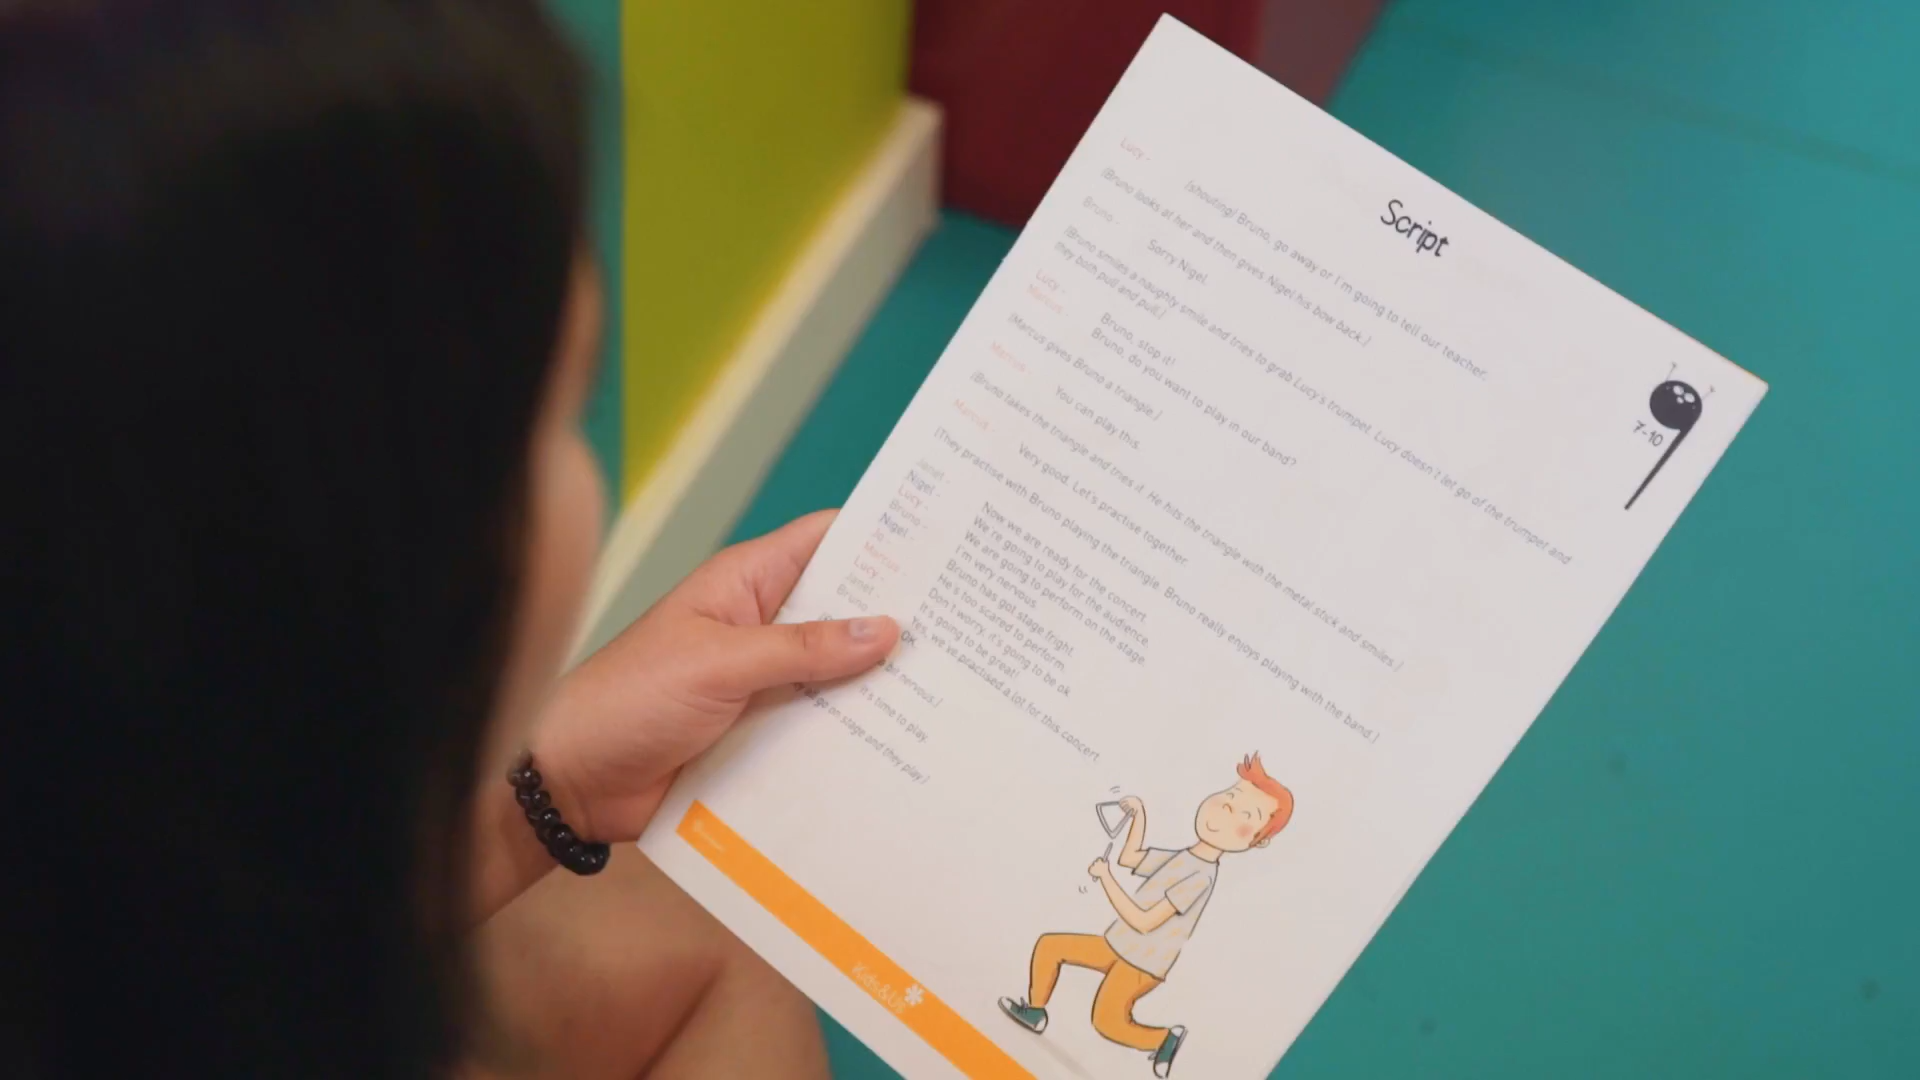 Script
7-10
Lucy - (shouting) Bruno, go away or I'm going to tell our teacher.
(Bruno looks at her and then gives Nigel his bow back.)
Bruno - Sorry Nigel.
(Bruno smiles a naughty smile and tries to grab Lucy's trumpet. Lucy doesn't let go of the trumpet and
they both pull and pull.)
Lucy - Bruno, stop it!
Marcus - Bruno, do you want to play in our band?
(Marcus gives Bruno a triangle.)
Marcus - You can play this.
(Bruno takes the triangle and tries it. He hits the triangle with the metal stick and smiles.)
Marcus - Very good. Let's practise together.
(They practise with Bruno playing the triangle. Bruno really enjoys playing with the band.)
Janet - Now we are ready for the concert.
Nigel - We're going to play for the audience.
Lucy - We are going to perform on the stage.
Bruno - I'm very nervous.
Nigel - Bruno has got stage fright.
Jo - He's too scared to perform.
Marcus - Don't worry, it's going to be ok
Lucy - It's going to be great!
Janet - Yes, we've practised a lot for this concert
Bruno - OK
a bit nervous.)
It's time to play.
all go on stage and they play)
Kids&Us